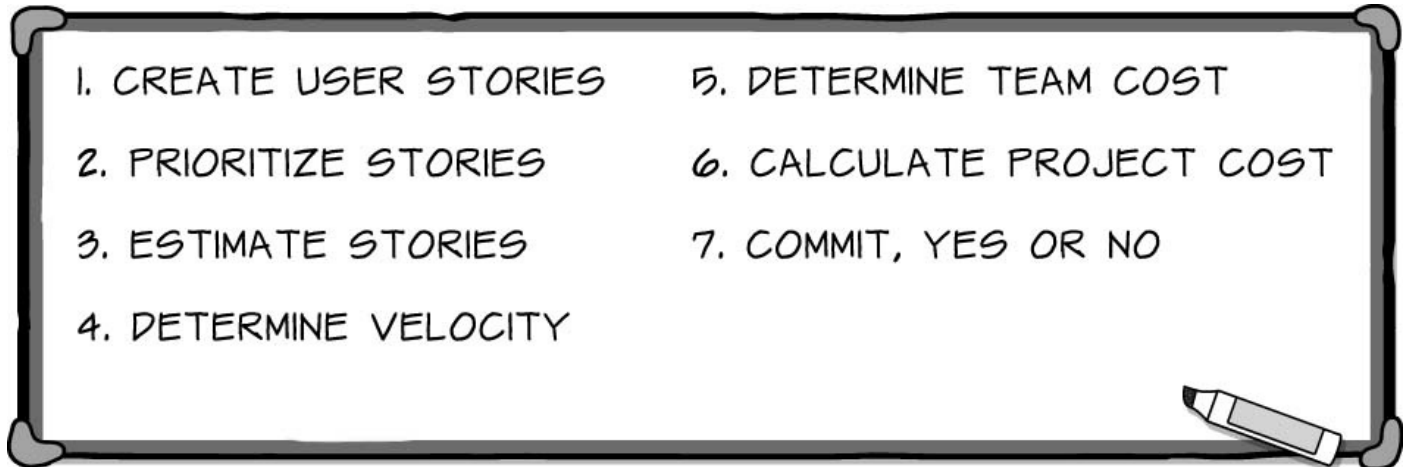 1. CREATE USER STORIES
2. PRIORITIZE STORIES
3. ESTIMATE STORIES
4. DETERMINE VELOCITY
5. DETERMINE TEAM COST
6. CALCULATE PROJECT COST
7. COMMIT, YES OR NO